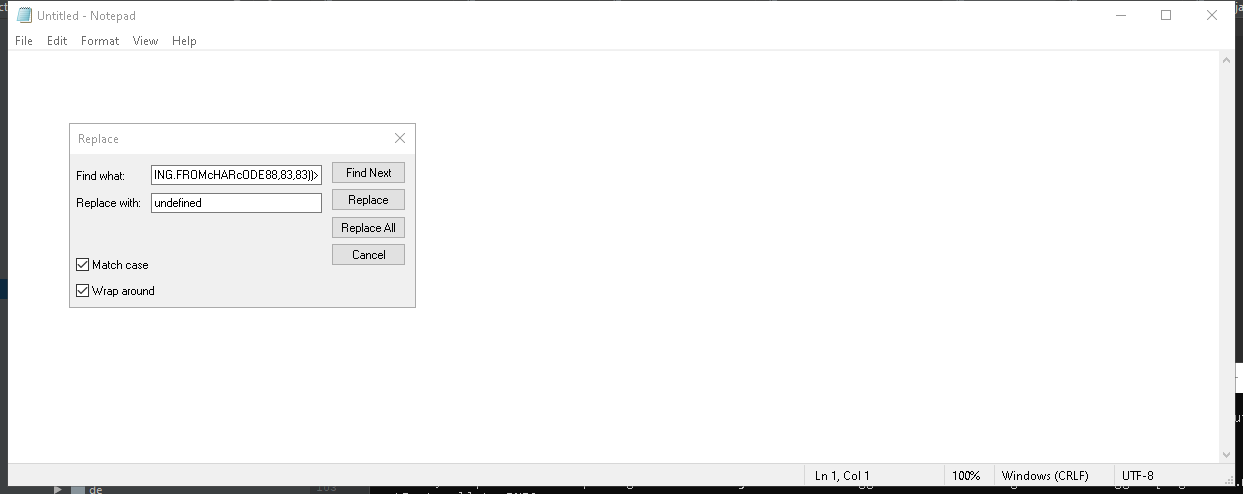 Untitled - Notepad
File Edit Format View Help
Replace
Find what: ING.FROMcHARcODE88,83,83))> Find Next
Replace with: undefined Replace
Replace All
Cancel
Match case
Wrap around
Ln 1, Col 1 100% Windows (CRLF) UTF-8
de 103